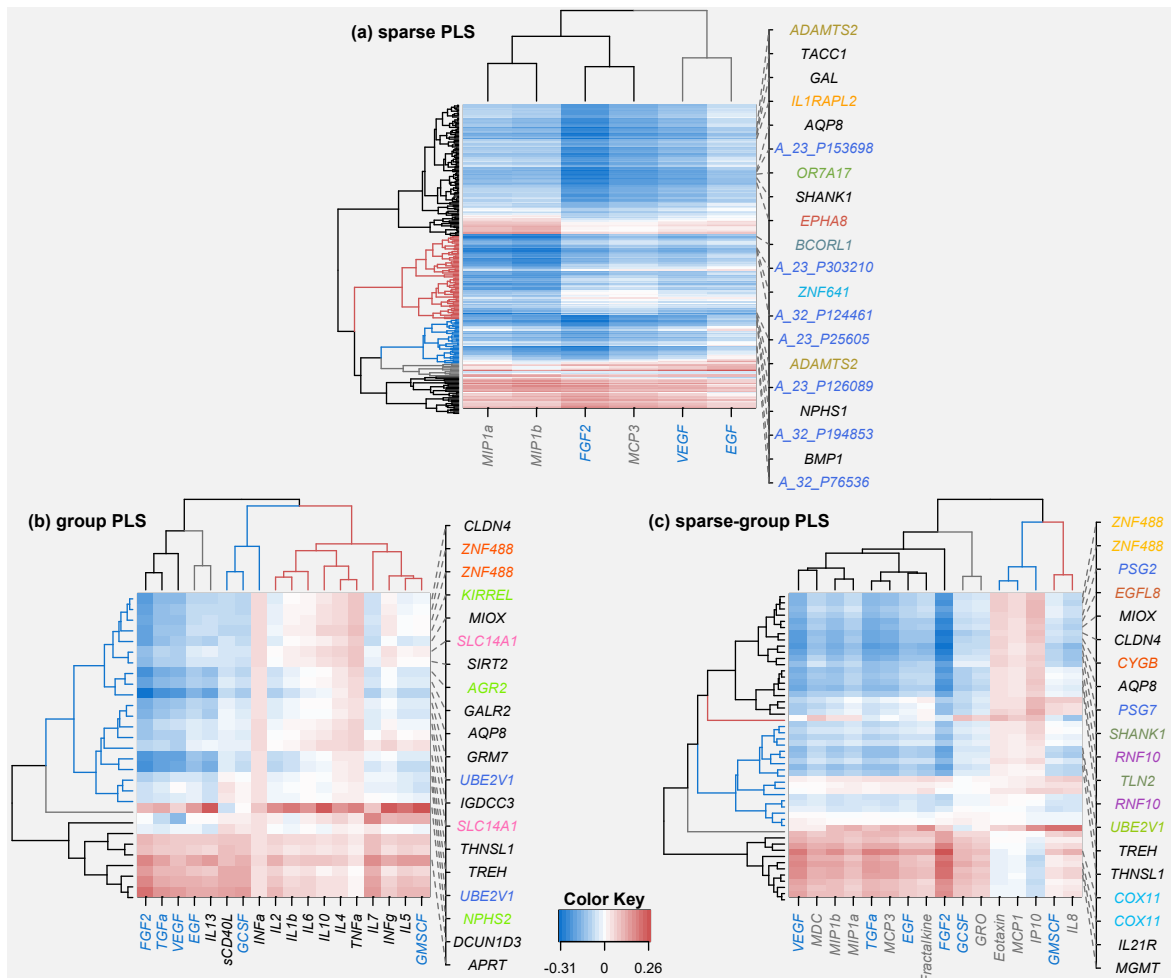 (a) sparse PLS
ADAMTS2
TACC1
GAL
IL1RAPL2
AQP8
A_23_P153698
OR7A17
SHANK1
EPHA8
BCORL1
A_23_P303210
ZNF641
A_32_P124461
A_23_P25605
ADAMTS2
A_23_P126089
NPHS1
A_32_P194853
BMP1
A_32_P76536
MIP1a
MIP1b
FGF2
MCP3
VEGF
EGF
(b) group PLS
CLDN4
ZNF488
ZNF488
KIRREL
MIOX
SLC14A1
SIRT2
AGR2
GALR2
AQP8
GRM7
UBE2V1
IGDCC3
SLC14A1
THNSL1
TREH
UBE2V1
NPHS2
DCUN1D3
APRT
FGF2
TGFa
VEGF
EGF
IL13
sCD40L
GCSF
INFa
IL2
IL1b
IL6
IL10
IL4
TNFa
IL7
INFg
IL5
GMSCF
Color Key
-0.31 0 0.26
(c) sparse-group PLS
ZNF488
ZNF488
PSG2
EGFL8
MIOX
CLDN4
CYGB
AQP8
PSG7
SHANK1
RNF10
TLN2
RNF10
UBE2V1
TREH
THNSL1
COX11
COX11
IL21R
MGMT
VEGF
MDC
MIP1b
MIP1a
TGFa
MCP3
EGF
Fractalkine
FGF2
GCSF
GRO
Eotaxin
MCP1
IP10
GMSCF
IL8